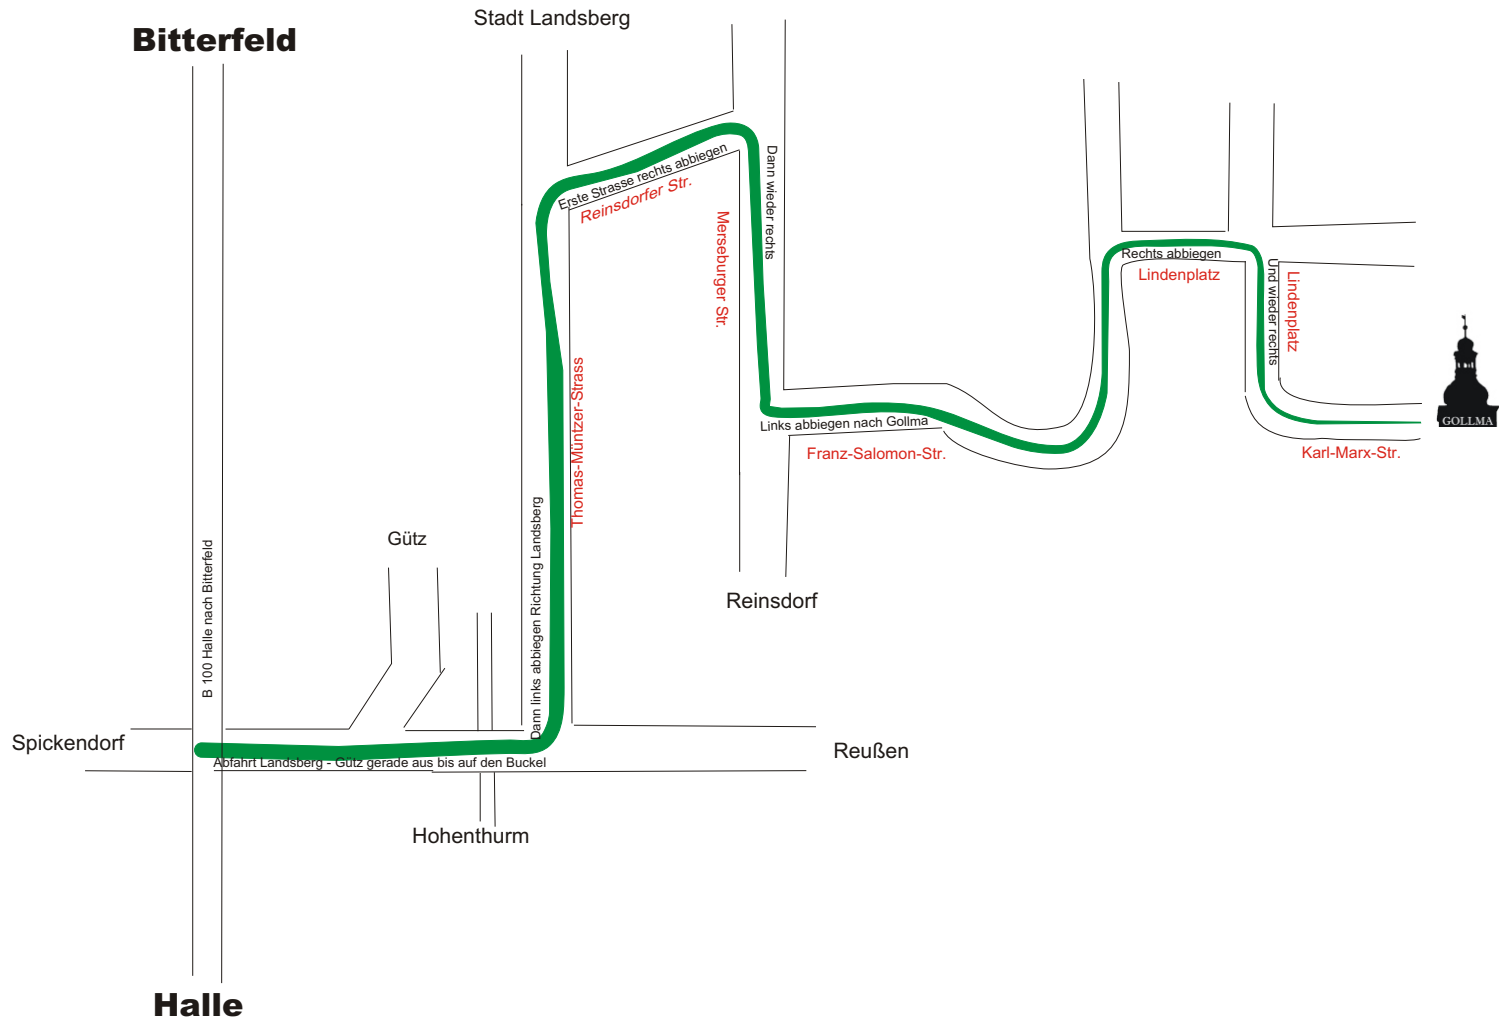 Stadt Landsberg
Bitterfeld
Erste Strasse rechts abbiegen
Reinsdorfer Str.
Dann wieder rechts
Merseburger Str.
Rechts abbiegen
Lindenplatz
Und wieder rechts
Lindenplatz
GOLLMA
Links abbiegen nach Gollma
Franz-Salomon-Str.
Karl-Marx-Str.
Thomas-Müntzer-Strass
Dann links abbiegen Richtung Landsberg
Gütz
B 100 Halle nach Bitterfeld
Reinsdorf
Spickendorf
Reußen
Abfahrt Landsberg - Gütz gerade aus bis auf den Buckel
Hohenthurm
Halle